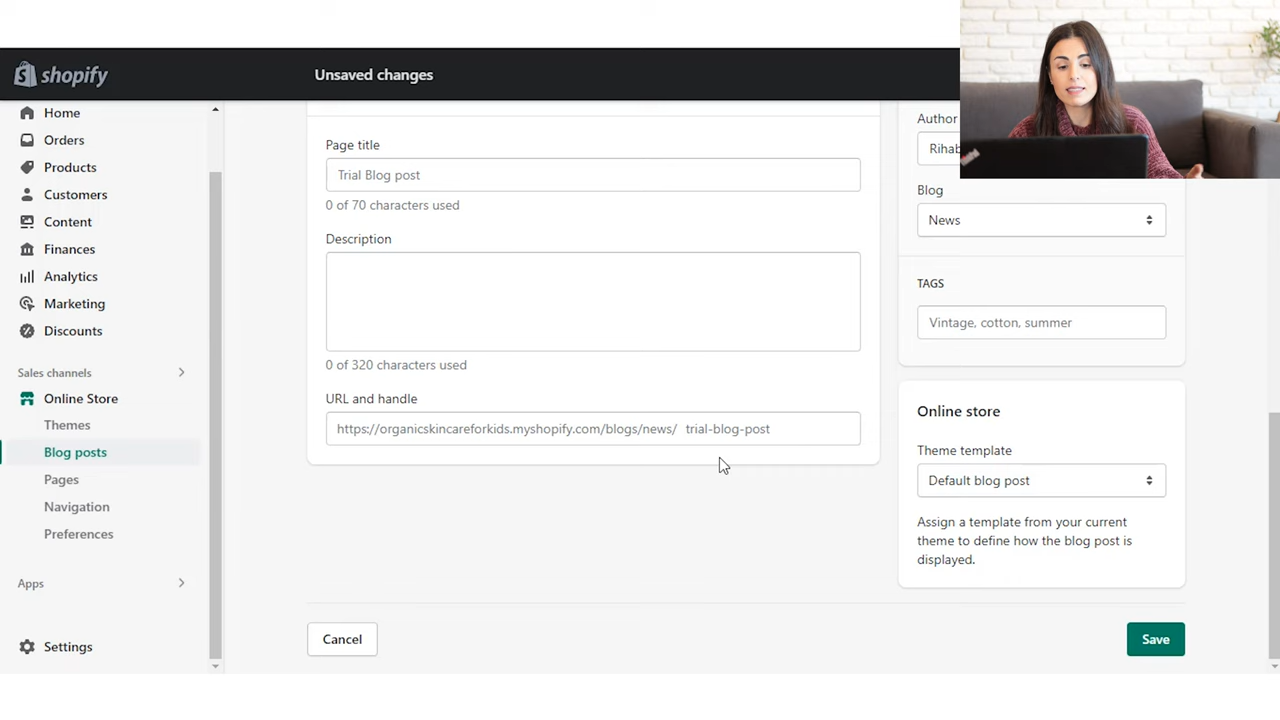 shopify
Unsaved changes
Home
Orders
Products
Customers
Content
Finances
Analytics
Marketing
Discounts
Sales channels
Online Store
Themes
Blog posts
Pages
Navigation
Preferences
Apps
Settings
Page title
Trial Blog post
0 of 70 characters used
Description
0 of 320 characters used
URL and handle
https://organicskincareforkids.myshopify.com/blogs/news/ trial-blog-post
Cancel
Author
Rihab
Blog
News
TAGS
Vintage, cotton, summer
Online store
Theme template
Default blog post
Assign a template from your current
theme to define how the blog post is
displayed.
Save